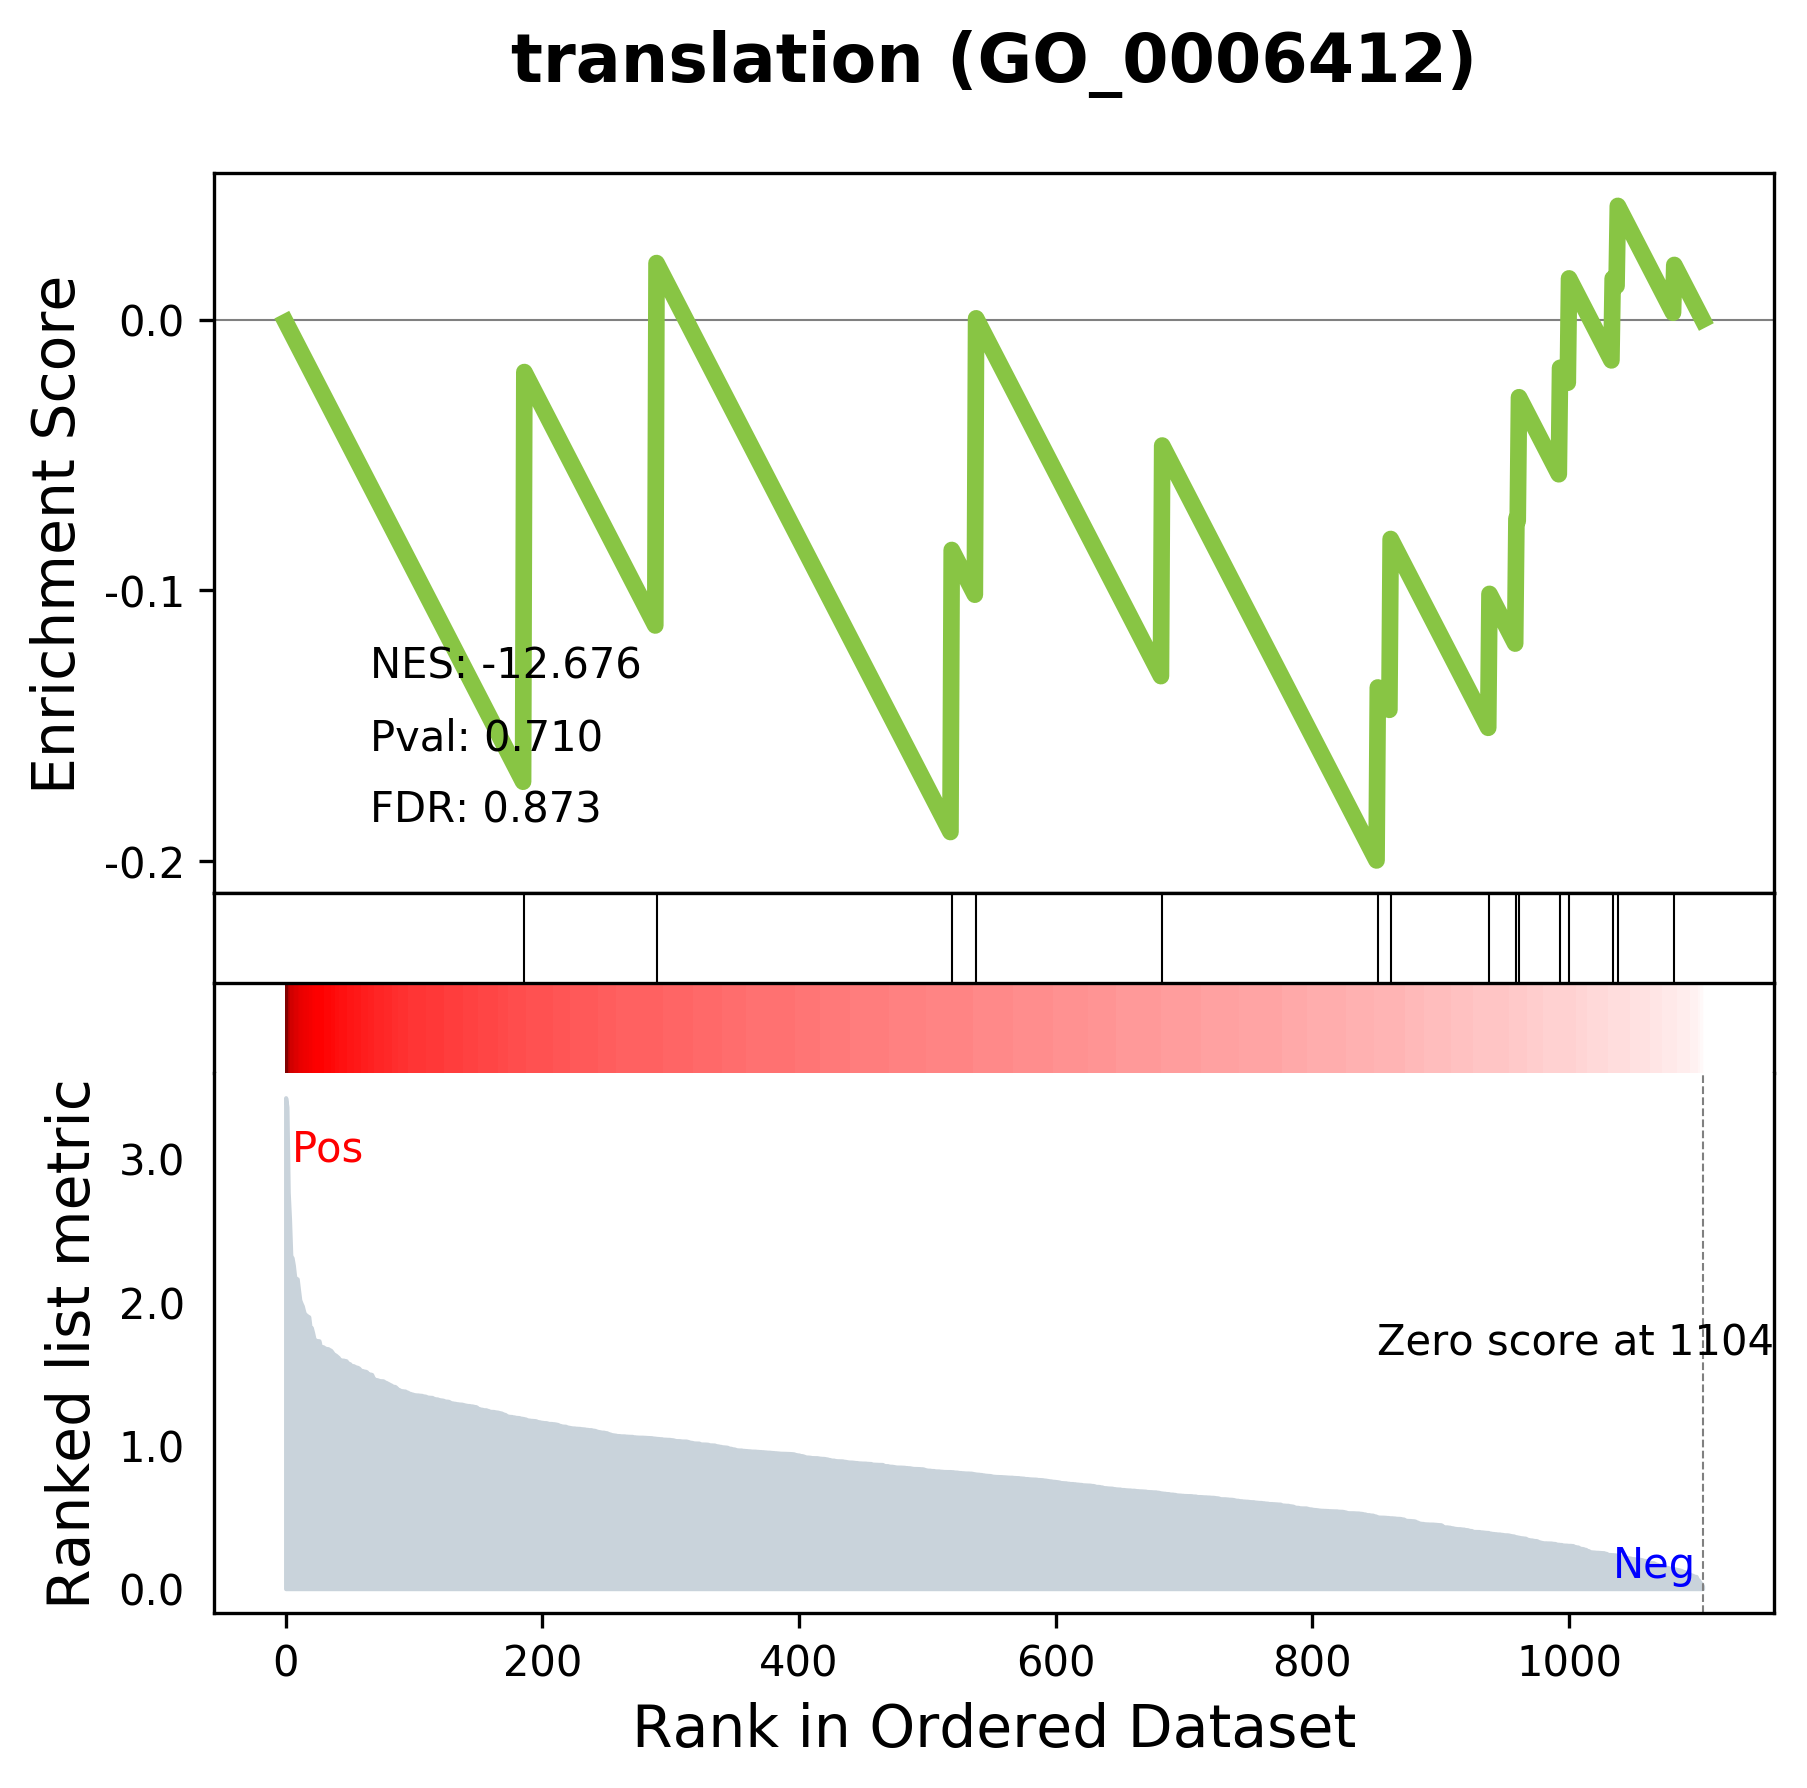 translation (GO_0006412)
Enrichment Score
0.0
-0.1
-0.2
NES: -12.676
Pval: 0.710
FDR: 0.873
Ranked list metric
3.0
2.0
1.0
0.0
Pos
Zero score at 1104
Neg
0 200 400 600 800 1000
Rank in Ordered Dataset